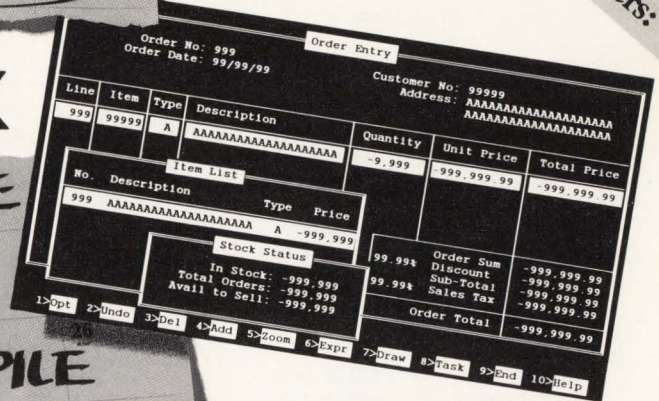 rs:
Order Entry
Order No: 999
Order Date: 99/99/99
Customer No: 99999
Address: AAAAAAAAAAAAAAAAAAAA
AAAAAAAAAAAAAAAAAAAA
Line Item Type Description Quantity Unit Price Total Price
999 99999 A AAAAAAAAAAAAAAAAAAAA -9,999 -999,999.99 -999,999.99
Item List
No. Description Type Price
999 AAAAAAAAAAAAAAAAAAAA A -999,999
Stock Status
In Stock: -999,999
Total Orders: -999,999
Avail to Sell: -999,999
Order Sum -999,999.99
99.99% Discount -999,999.99
Sub-Total -999,999.99
99.99% Sales Tax -999,999.99
Order Total -999,999.99
1>Opt 2>Undo 3>Del 4>Add 5>Zoom 6>Expr 7>Draw 8>Task 9>End 10>Help
X
E
PILE